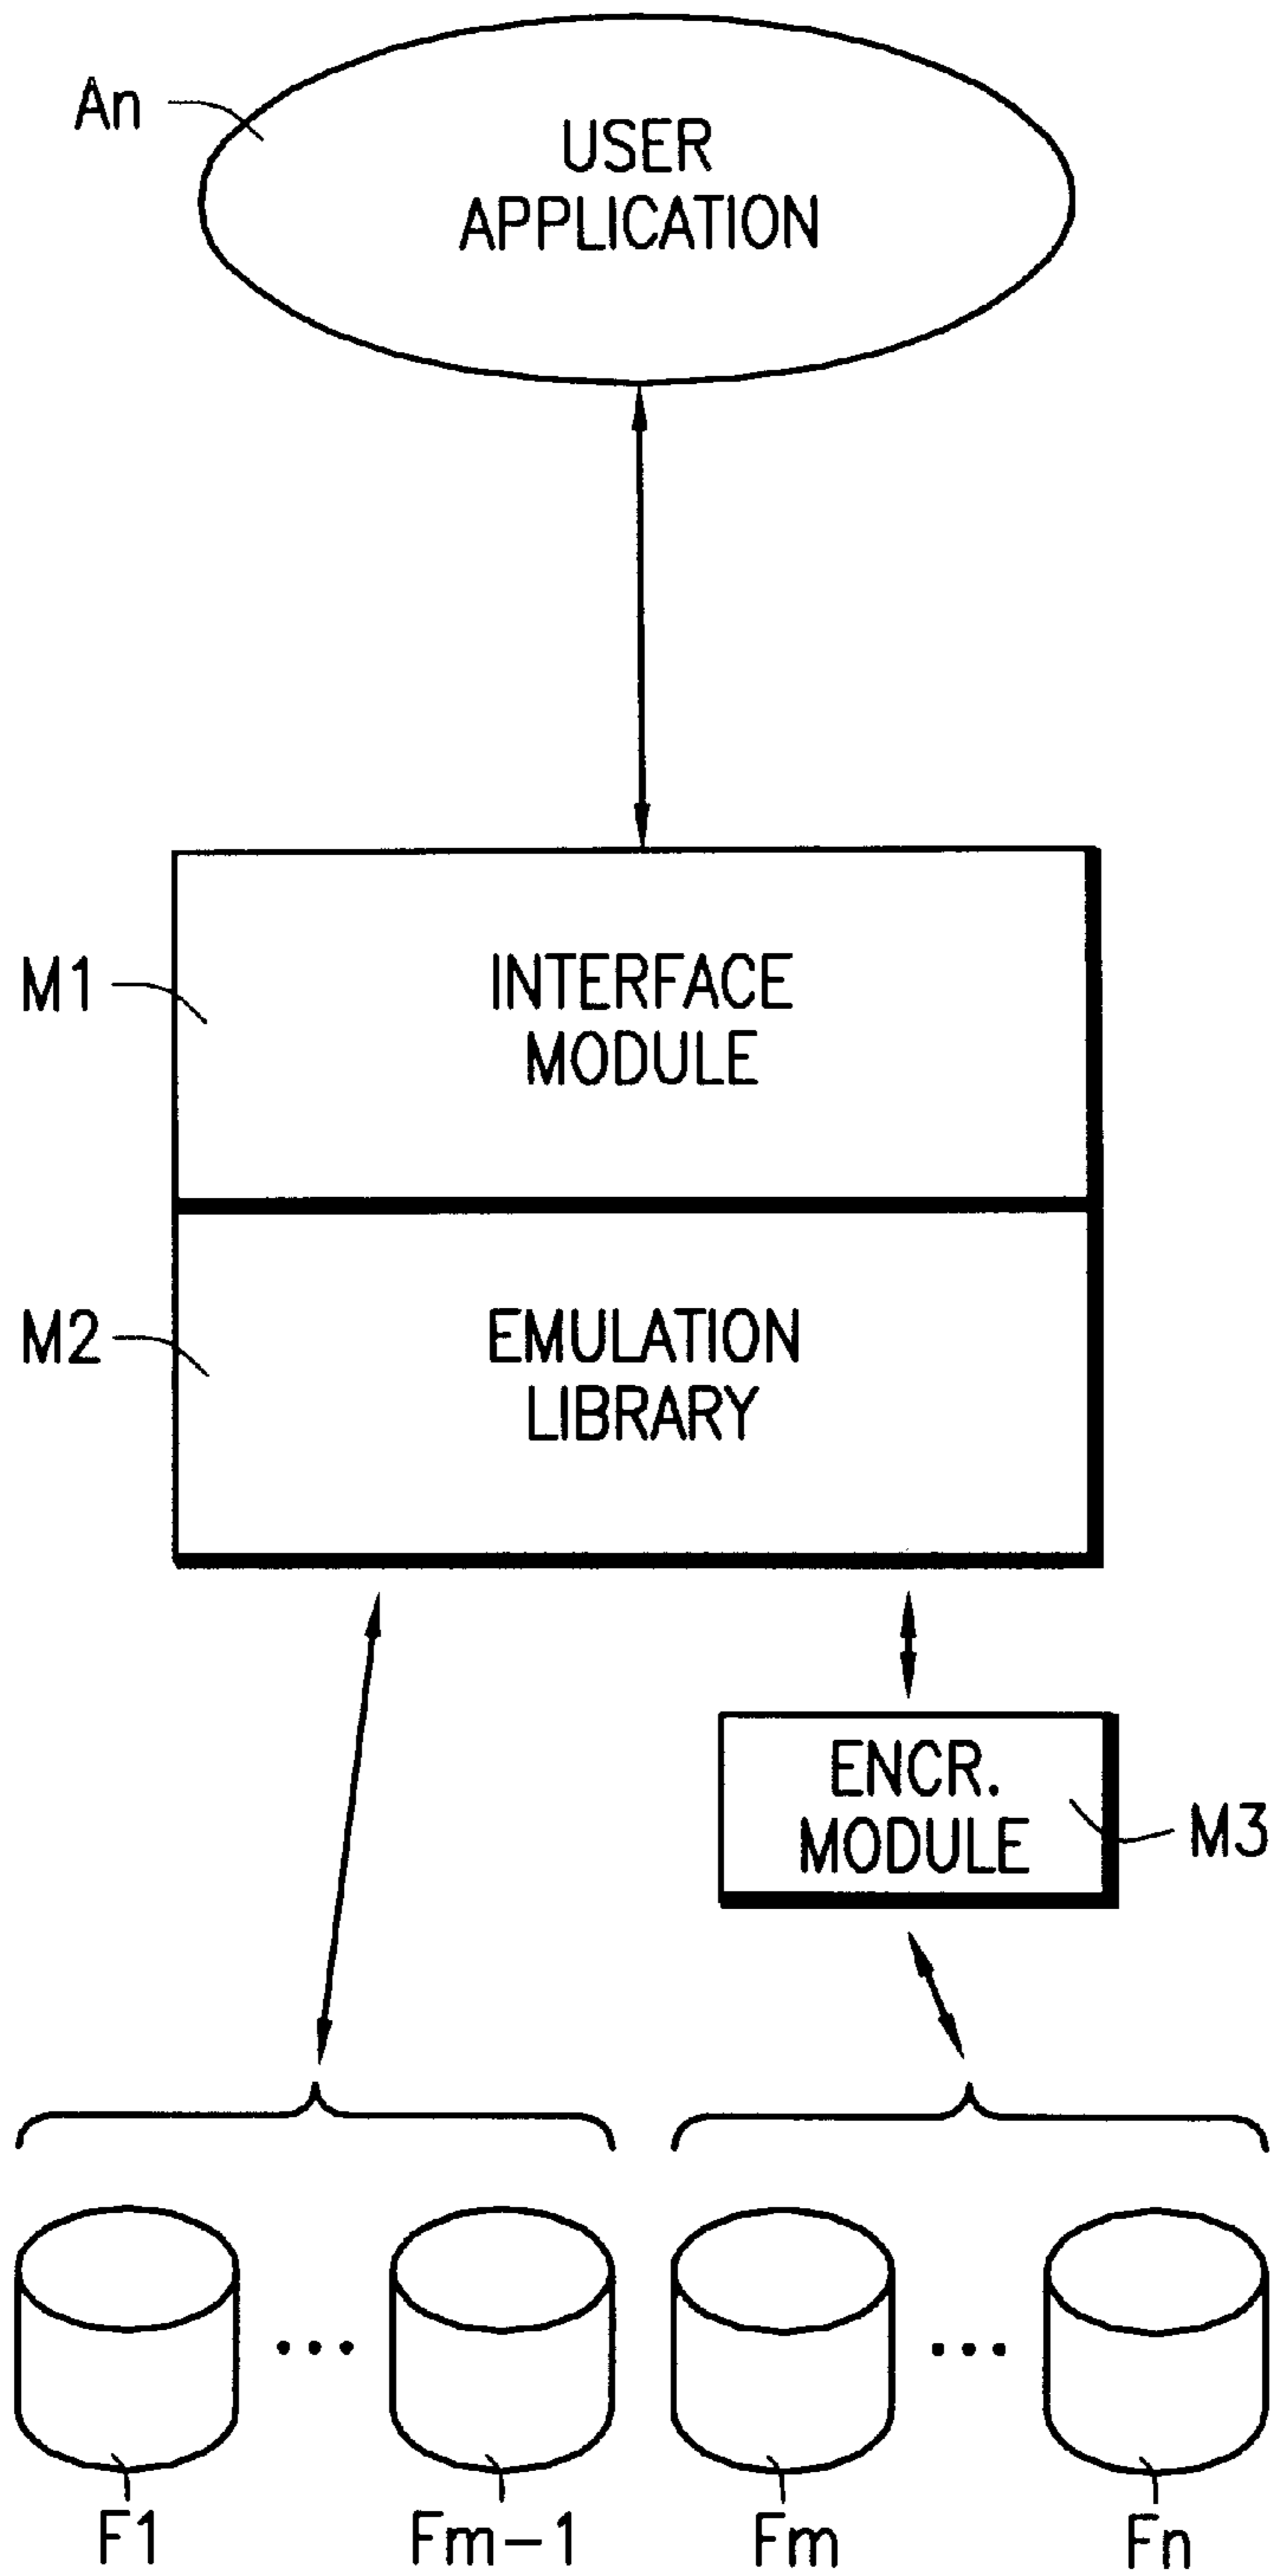 An
USER
APPLICATION
M1
INTERFACE
MODULE
M2
EMULATION
LIBRARY
ENCR.
MODULE
M3
F1
Fm-1
Fm
Fn